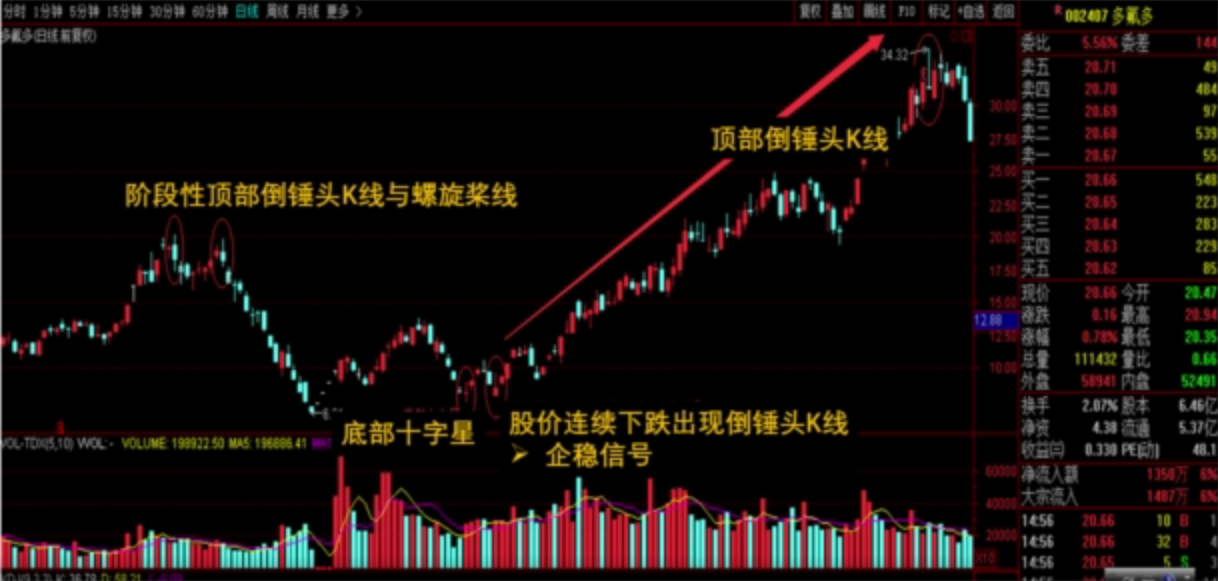 分时 1分钟 5分钟 15分钟 30分钟 60分钟 日线 周线 月线 更多 >
复权 叠加 画线 F10 标记 +自选 返回
R 002407 多氟多
多氟多(日线.前复权)
委比 5.56% 委差 144
卖五 20.71 49
卖四 20.70 484
卖三 20.69 97
卖二 20.68 539
卖一 20.67 55
买一 20.66 548
买二 20.65 223
买三 20.64 283
买四 20.63 229
买五 20.62 85
现价 20.66 今开 20.47
涨跌 0.16 最高 20.94
涨幅 0.78% 最低 20.35
总量 111432 量比 0.66
外盘 58941 内盘 52491
换手 2.07% 股本 6.46亿
净资 4.38 流通 5.37亿
收益㈢ 0.330 PE[动] 48.1
净流入额 1350万 6%
大宗流入 1487万 6%
14:56 20.66 10 B 1
14:56 20.66 32 B 4
14:56 20.65 5 S 3
34.32
30.00
27.50
25.00
22.50
20.00
17.50
15.00
12.88
12.50
10.00
顶部倒锤头K线
阶段性顶部倒锤头K线与螺旋桨线
底部十字星
股价连续下跌出现倒锤头K线
➢ 企稳信号
VOL-TDX(5,10) VVOL: - VOLUME: 198922.50 MA5: 196886.41
60000
40000
20000
X10